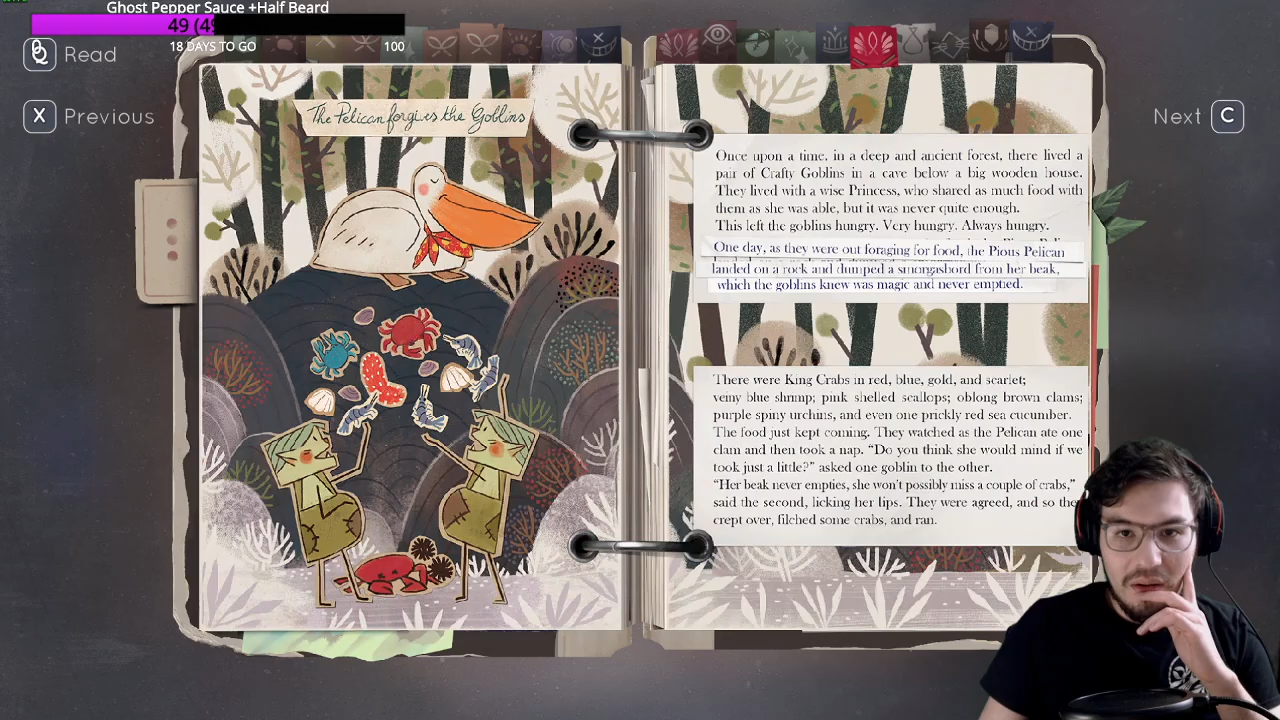 Ghost Pepper Sauce +Half Beard
49 (49
18 DAYS TO GO
100
Q Read
X Previous
Next C
The Pelican forgives the Goblins
Once upon a time, in a deep and ancient forest, there lived a
pair of Crafty Goblins in a cave below a big wooden house.
They lived with a wise Princess, who shared as much food with
them as she was able, but it was never quite enough.
This left the goblins hungry. Very hungry. Always hungry.
One day, as they were out foraging for food, the Pious Pelican
landed on a rock and dumped a smorgasbord from her beak,
which the goblins knew was magic and never emptied.
There were King Crabs in red, blue, gold, and scarlet;
veiny blue shrimp; pink shelled scallops; oblong brown clams;
purple spiny urchins, and even one prickly red sea cucumber.
The food just kept coming. They watched as the Pelican ate one
clam and then took a nap. “Do you think she would mind if we
took just a little?” asked one goblin to the other.
“Her beak never empties, she won’t possibly miss a couple of crabs,”
said the second, licking her lips. They were agreed, and so they
crept over, filched some crabs, and ran.